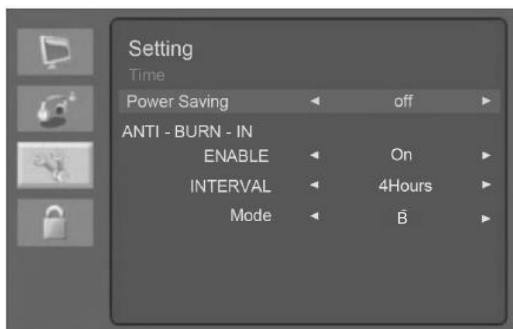 Setting
Time
Power Saving ◄ off ►
ANTI - BURN - IN
ENABLE ◄ On ►
INTERVAL ◄ 4Hours ►
Mode ◄ B ►